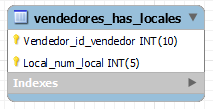 vendedores_has_locales
Vendedor_id_vendedor INT(10)
Local_num_local INT(5)
Indexes